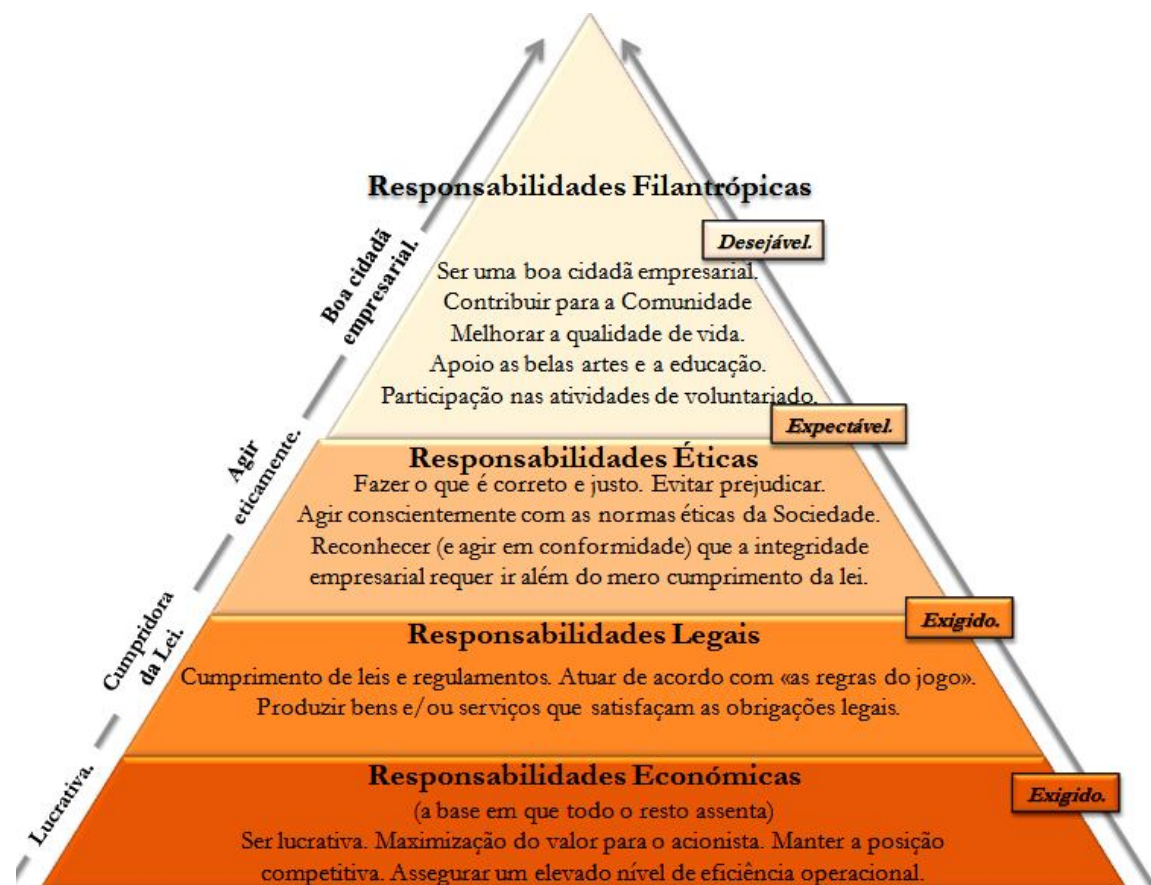 Responsabilidades Filantrópicas
Desejável.
Boa cidadã
empresarial.
Ser uma boa cidadã empresarial.
Contribuir para a Comunidade
Melhorar a qualidade de vida.
Apoio as belas artes e a educação.
Participação nas atividades de voluntariado.
Expectável.
Agir
eticamente.
Responsabilidades Éticas
Fazer o que é correto e justo. Evitar prejudicar.
Agir conscientemente com as normas éticas da Sociedade.
Reconhecer (e agir em conformidade) que a integridade
empresarial requer ir além do mero cumprimento da lei.
Exigido.
Cumpridora
da Lei.
Responsabilidades Legais
Cumprimento de leis e regulamentos. Atuar de acordo com «as regras do jogo».
Produzir bens e/ou serviços que satisfaçam as obrigações legais.
Lucrativa.
Responsabilidades Económicas
Exigido.
(a base em que todo o resto assenta)
Ser lucrativa. Maximização do valor para o acionista. Manter a posição
competitiva. Assegurar um elevado nível de eficiência operacional.